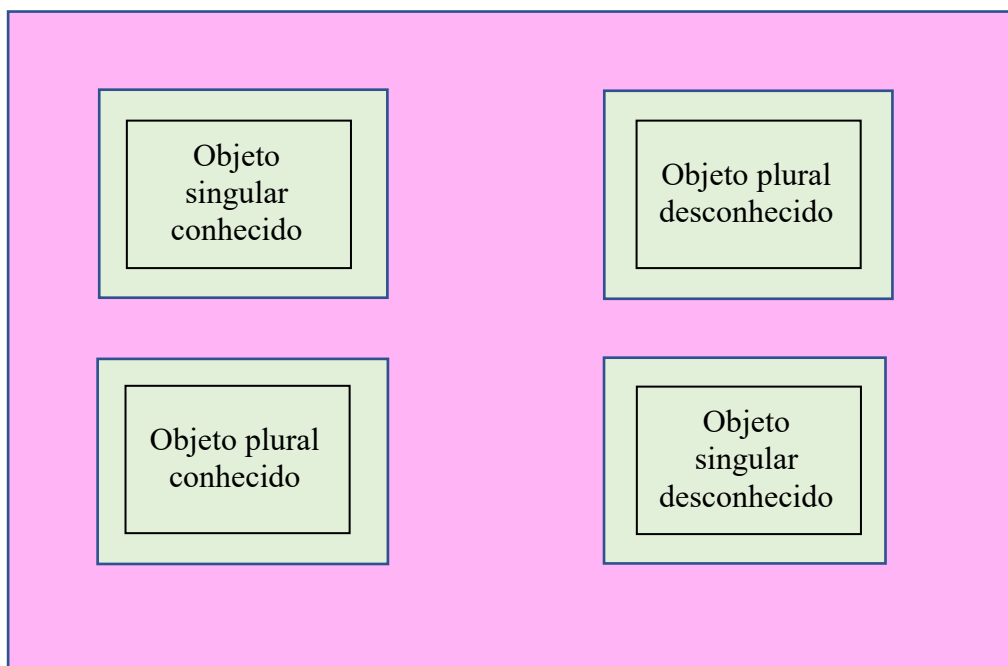 Objeto
singular
conhecido
Objeto plural
desconhecido
Objeto plural
conhecido
Objeto
singular
desconhecido